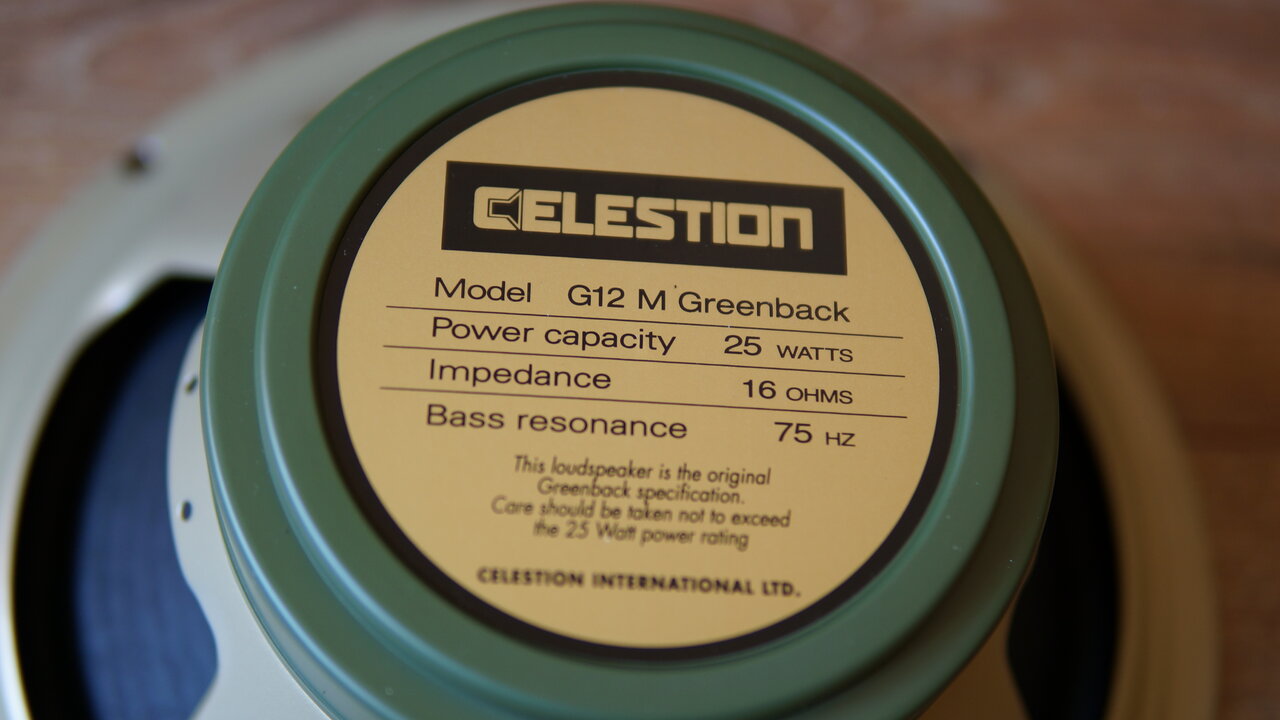 CELESTION
Model G12 M Greenback
Power capacity 25 WATTS
Impedance 16 OHMS
Bass resonance 75 HZ
This loudspeaker is the original
Greenback specification.
Care should be taken not to exceed
the 25 Watt power rating
CELESTION INTERNATIONAL LTD.